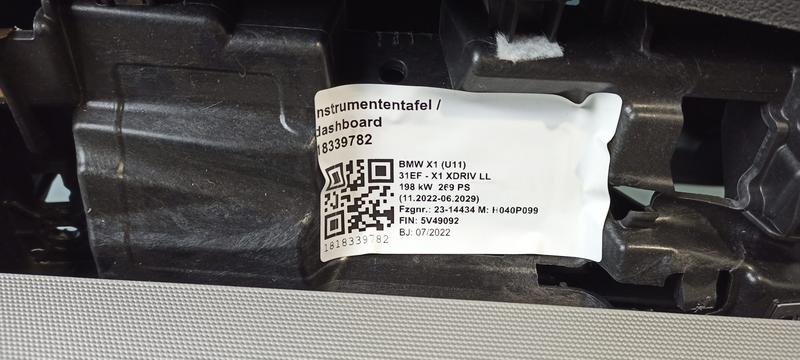 nstrumententafel /
dashboard
18339782
BMW X1 (U11)
31EF - X1 XDRIV LL
198 kW 269 PS
(11.2022-06.2029)
Fzgnr.: 23-14434 M: H040P099
FIN: 5V49092
BJ: 07/2022
1818339782